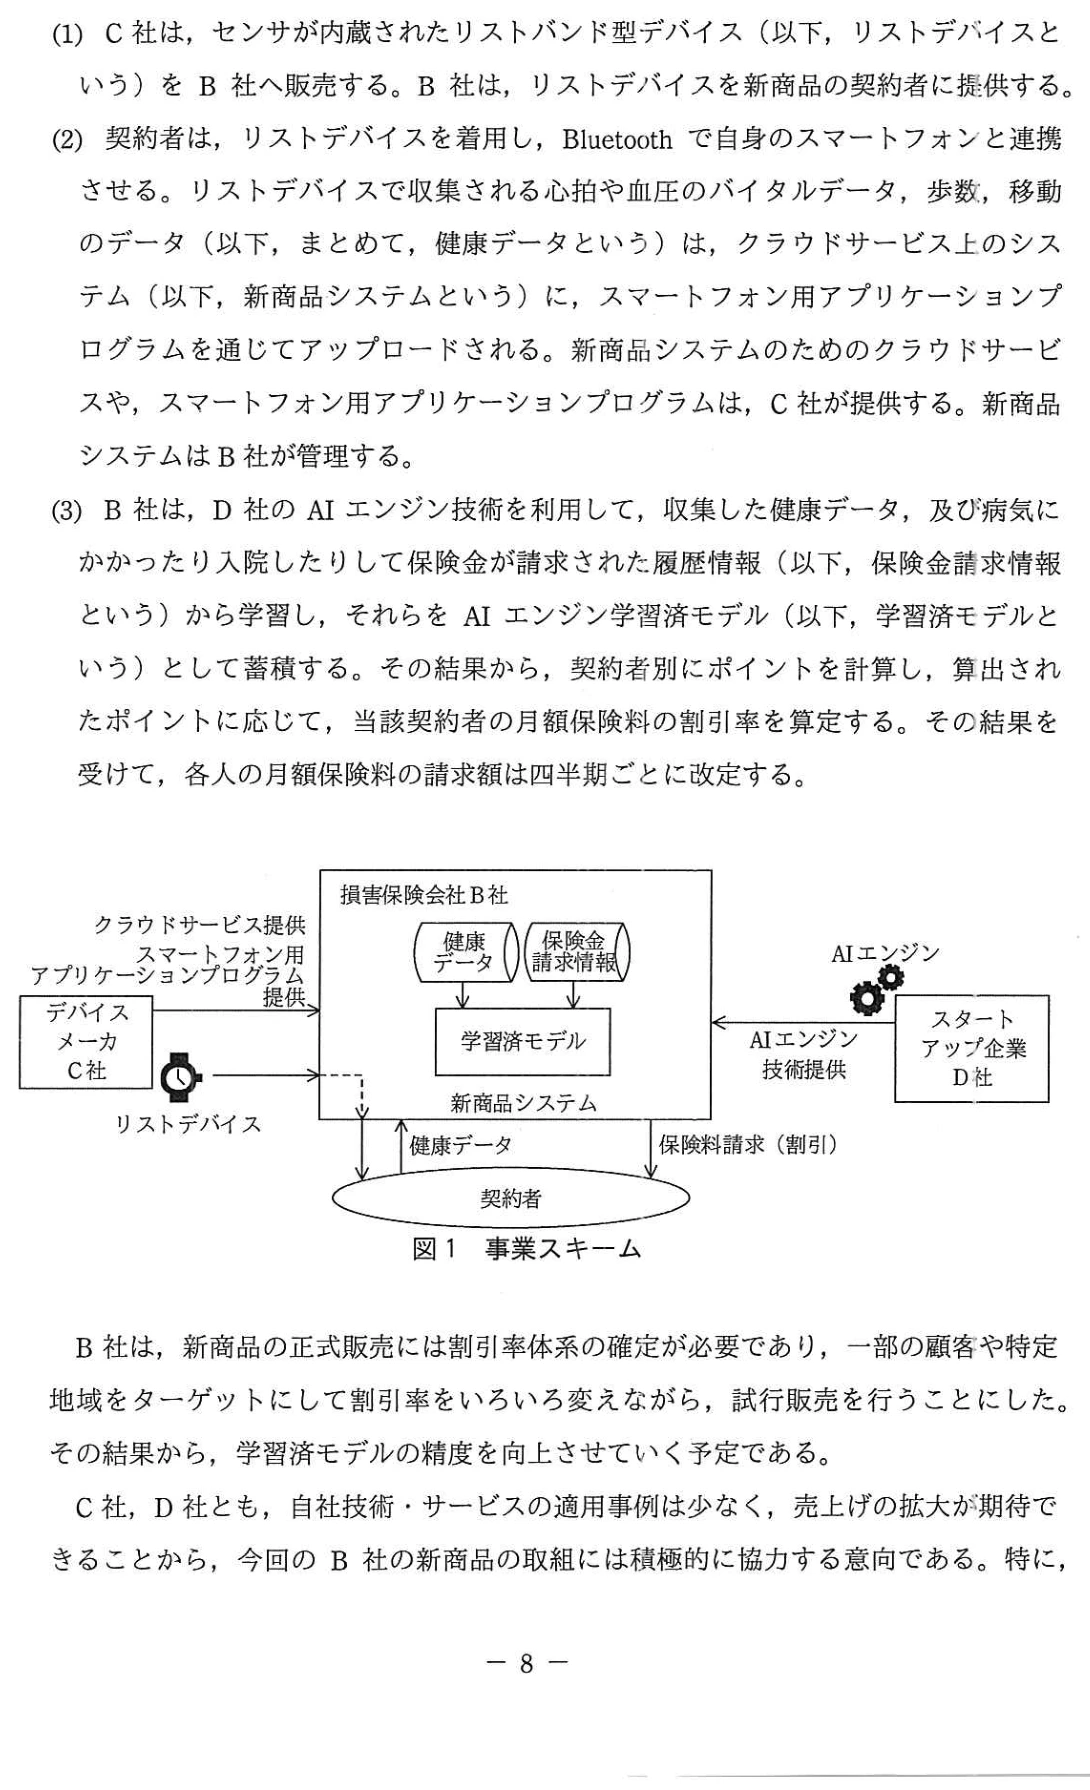 (1) C 社は，センサが内蔵されたリストバンド型デバイス（以下，リストデバイスと
いう）を B 社へ販売する。B 社は，リストデバイスを新商品の契約者に提供する。
(2) 契約者は，リストデバイスを着用し，Bluetooth で自身のスマートフォンと連携
させる。リストデバイスで収集される心拍や血圧のバイタルデータ，歩数，移動
のデータ（以下，まとめて，健康データという）は，クラウドサービス上のシス
テム（以下，新商品システムという）に，スマートフォン用アプリケーションプ
ログラムを通じてアップロードされる。新商品システムのためのクラウドサービ
スや，スマートフォン用アプリケーションプログラムは，C 社が提供する。新商品
システムは B 社が管理する。
(3) B 社は，D 社の AI エンジン技術を利用して，収集した健康データ，及び病気に
かかったり入院したりして保険金が請求された履歴情報（以下，保険金請求情報
という）から学習し，それらを AI エンジン学習済モデル（以下，学習済モデルと
いう）として蓄積する。その結果から，契約者別にポイントを計算し，算出され
たポイントに応じて，当該契約者の月額保険料の割引率を算定する。その結果を
受けて，各人の月額保険料の請求額は四半期ごとに改定する。
損害保険会社B社
クラウドサービス提供
スマートフォン用
アプリケーションプログラム
提供
健康
データ
保険金
請求情報
AIエンジン
デバイス
メーカ
C社
学習済モデル
AIエンジン
技術提供
スタート
アップ企業
D社
新商品システム
リストデバイス
健康データ
保険料請求（割引）
契約者
図1 事業スキーム
B 社は，新商品の正式販売には割引率体系の確定が必要であり，一部の顧客や特定
地域をターゲットにして割引率をいろいろ変えながら，試行販売を行うことにした。
その結果から，学習済モデルの精度を向上させていく予定である。
C 社，D 社とも，自社技術・サービスの適用事例は少なく，売上げの拡大が期待で
きることから，今回の B 社の新商品の取組には積極的に協力する意向である。特に，
－ 8 －